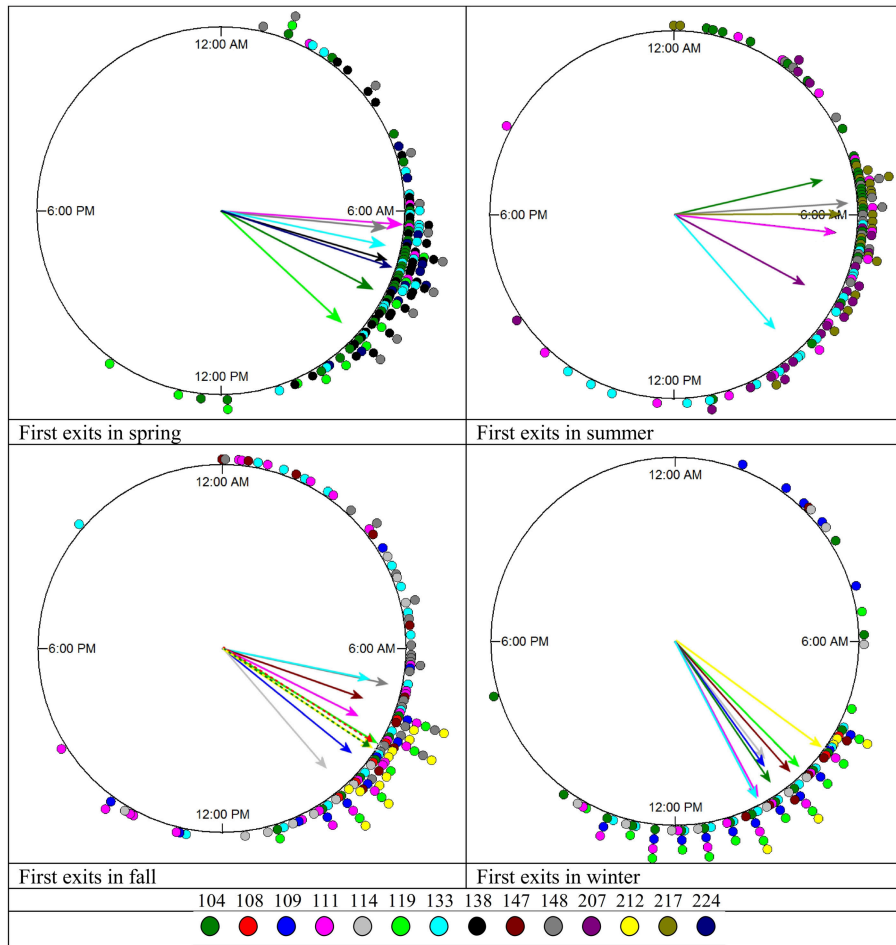 12:00 AM
6:00 PM
6:00 AM
12:00 PM
First exits in spring
12:00 AM
6:00 PM
6:00 AM
12:00 PM
First exits in summer
12:00 AM
6:00 PM
6:00 AM
12:00 PM
First exits in fall
12:00 AM
6:00 PM
6:00 AM
12:00 PM
First exits in winter
104 108 109 111 114 119 133 138 147 148 207 212 217 224